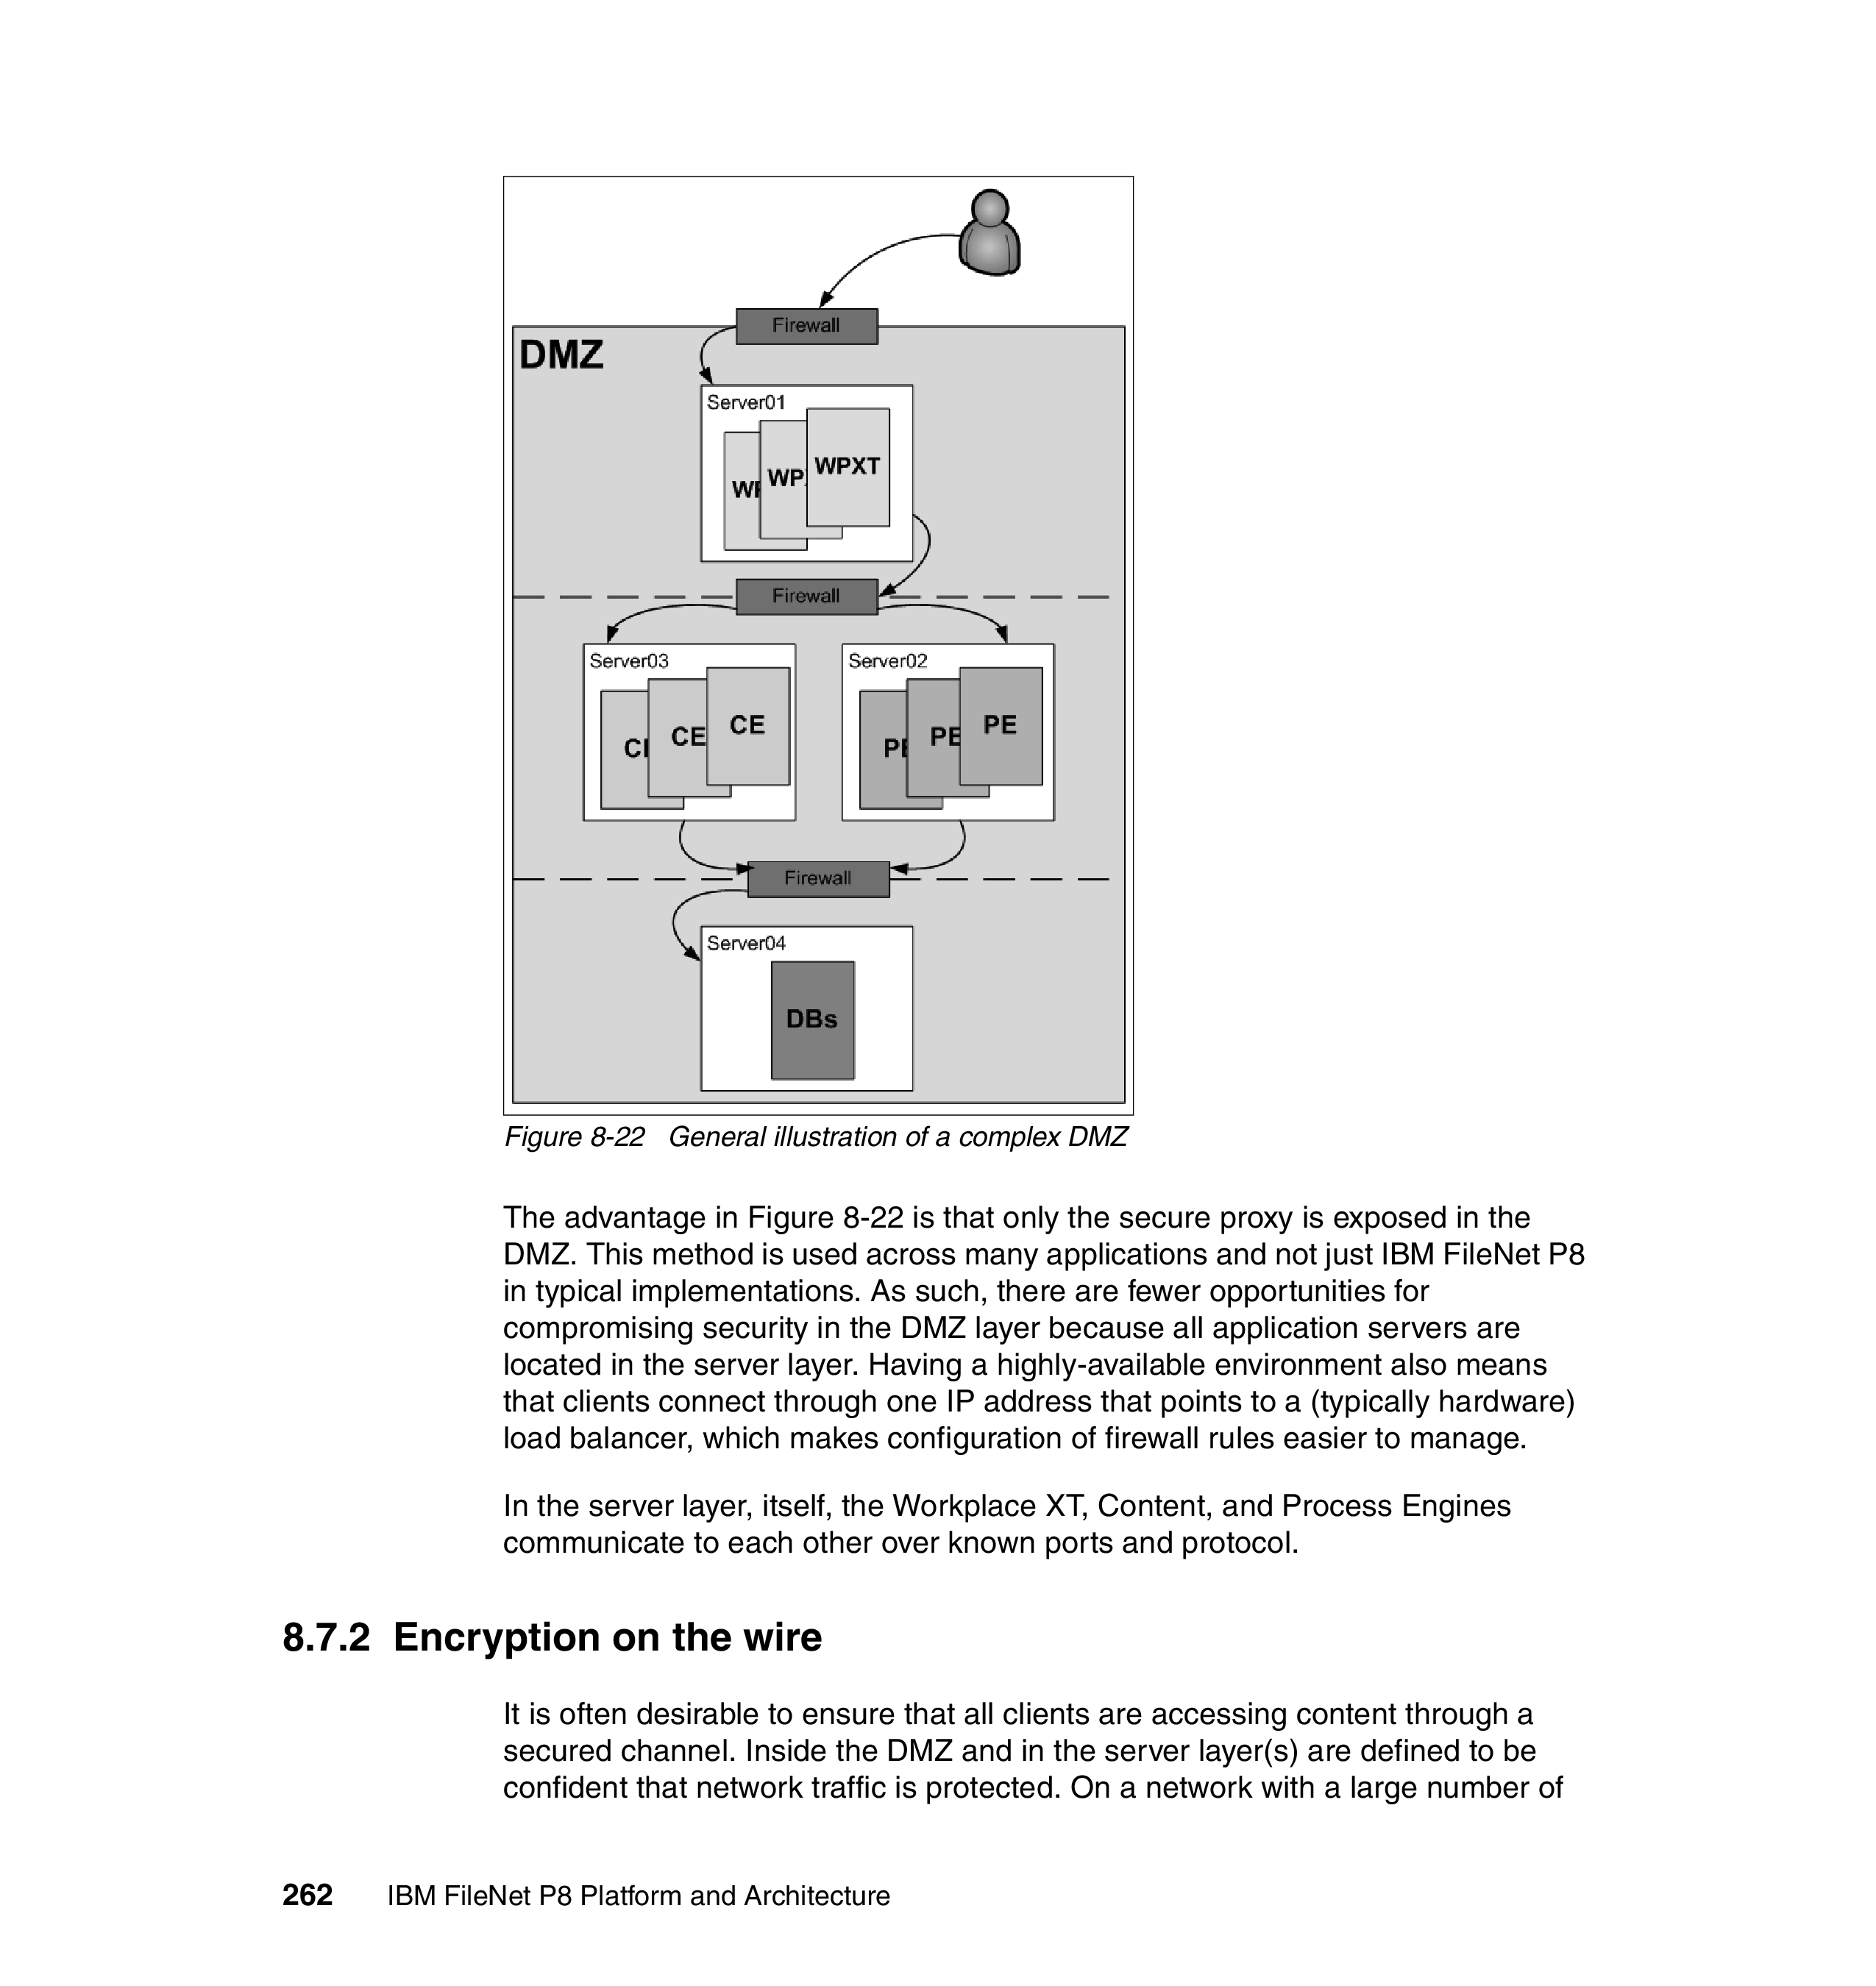 Firewall
DMZ
Server01
WPXT
Firewall
Server03
Server02
CE
CE
PE
PE
Firewall
Server04
DBs
Figure 8-22 General illustration of a complex DMZ
The advantage in Figure 8-22 is that only the secure proxy is exposed in the
DMZ. This method is used across many applications and not just IBM FileNet P8
in typical implementations. As such, there are fewer opportunities for
compromising security in the DMZ layer because all application servers are
located in the server layer. Having a highly-available environment also means
that clients connect through one IP address that points to a (typically hardware)
load balancer, which makes configuration of firewall rules easier to manage.
In the server layer, itself, the Workplace XT, Content, and Process Engines
communicate to each other over known ports and protocol.
8.7.2 Encryption on the wire
It is often desirable to ensure that all clients are accessing content through a
secured channel. Inside the DMZ and in the server layer(s) are defined to be
confident that network traffic is protected. On a network with a large number of
262 IBM FileNet P8 Platform and Architecture